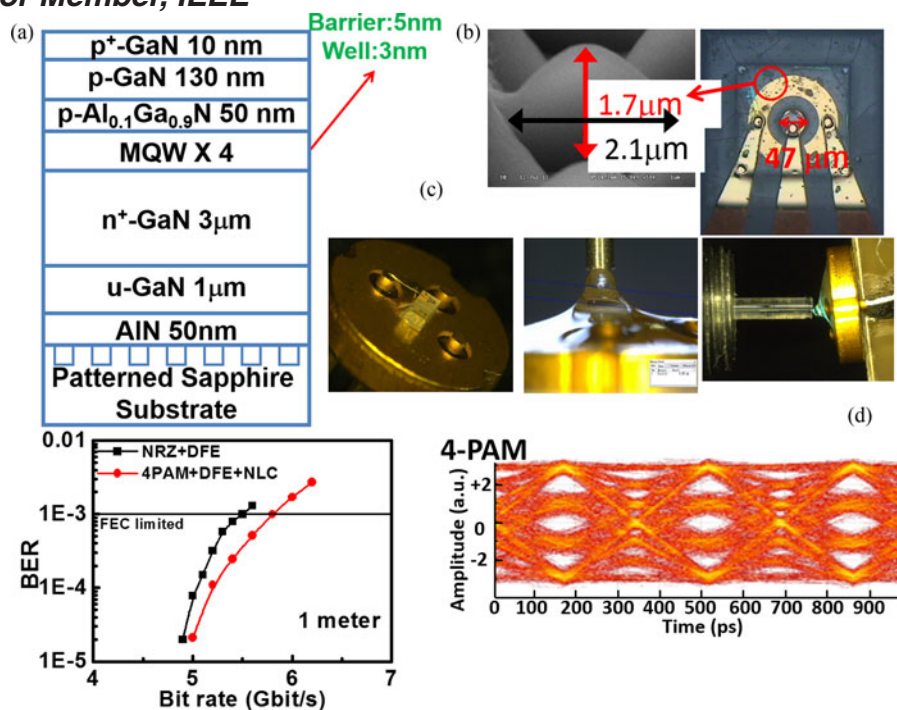 or Member, IEEE
(a)
Barrier:5nm
Well:3nm
p⁺-GaN 10 nm
p-GaN 130 nm
p-Al₀.₁Ga₀.₉N 50 nm
MQW X 4
n⁺-GaN 3μm
u-GaN 1μm
AlN 50nm
Patterned Sapphire
Substrate
(b)
1.7μm
2.1μm
47 μm
(c)
(d)
0.01
1E-3
1E-4
1E-5
BER
NRZ+DFE
4PAM+DFE+NLC
FEC limited
1 meter
4 5 6 7
Bit rate (Gbit/s)
4-PAM
+2
0
-2
Amplitude (a.u.)
0 100 200 300 400 500 600 700 800 900
Time (ps)